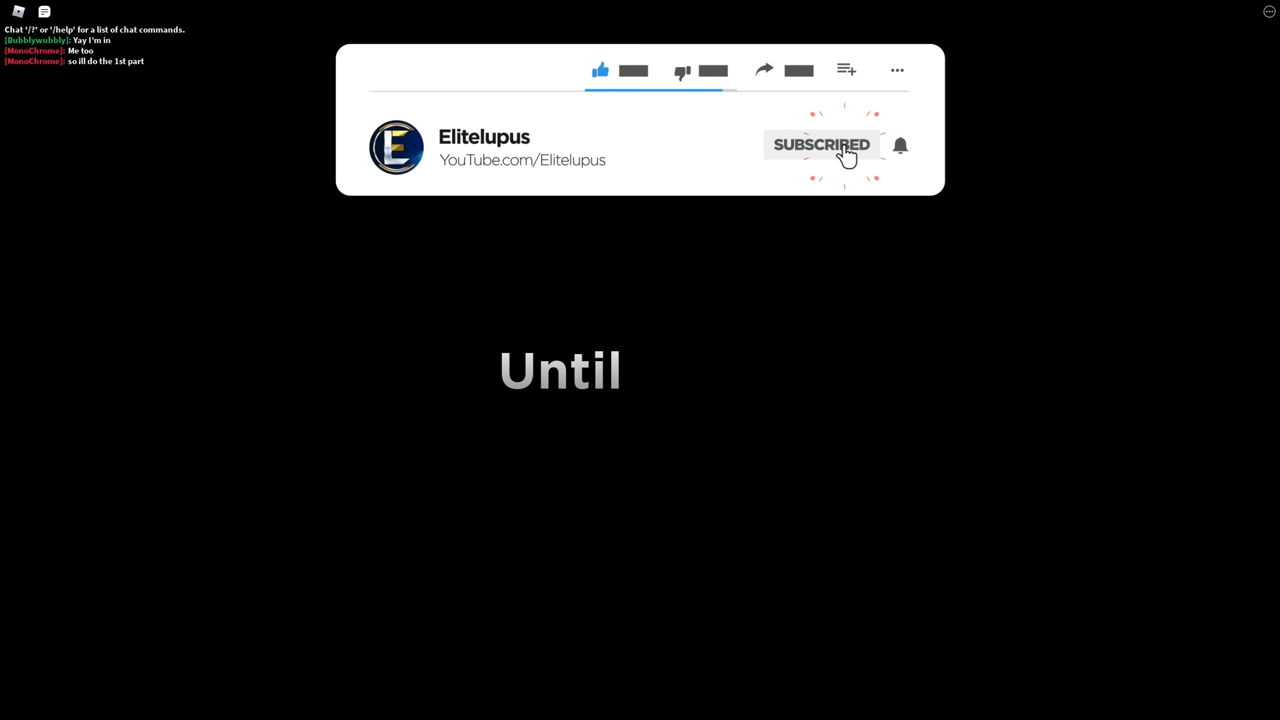 Chat '/?' or '/help' for a list of chat commands.
[Bubblywubbly]: Yay I'm in
[MonoChrome]: Me too
[MonoChrome]: so ill do the 1st part
Elitelupus
YouTube.com/Elitelupus
SUBSCRIBED
Until